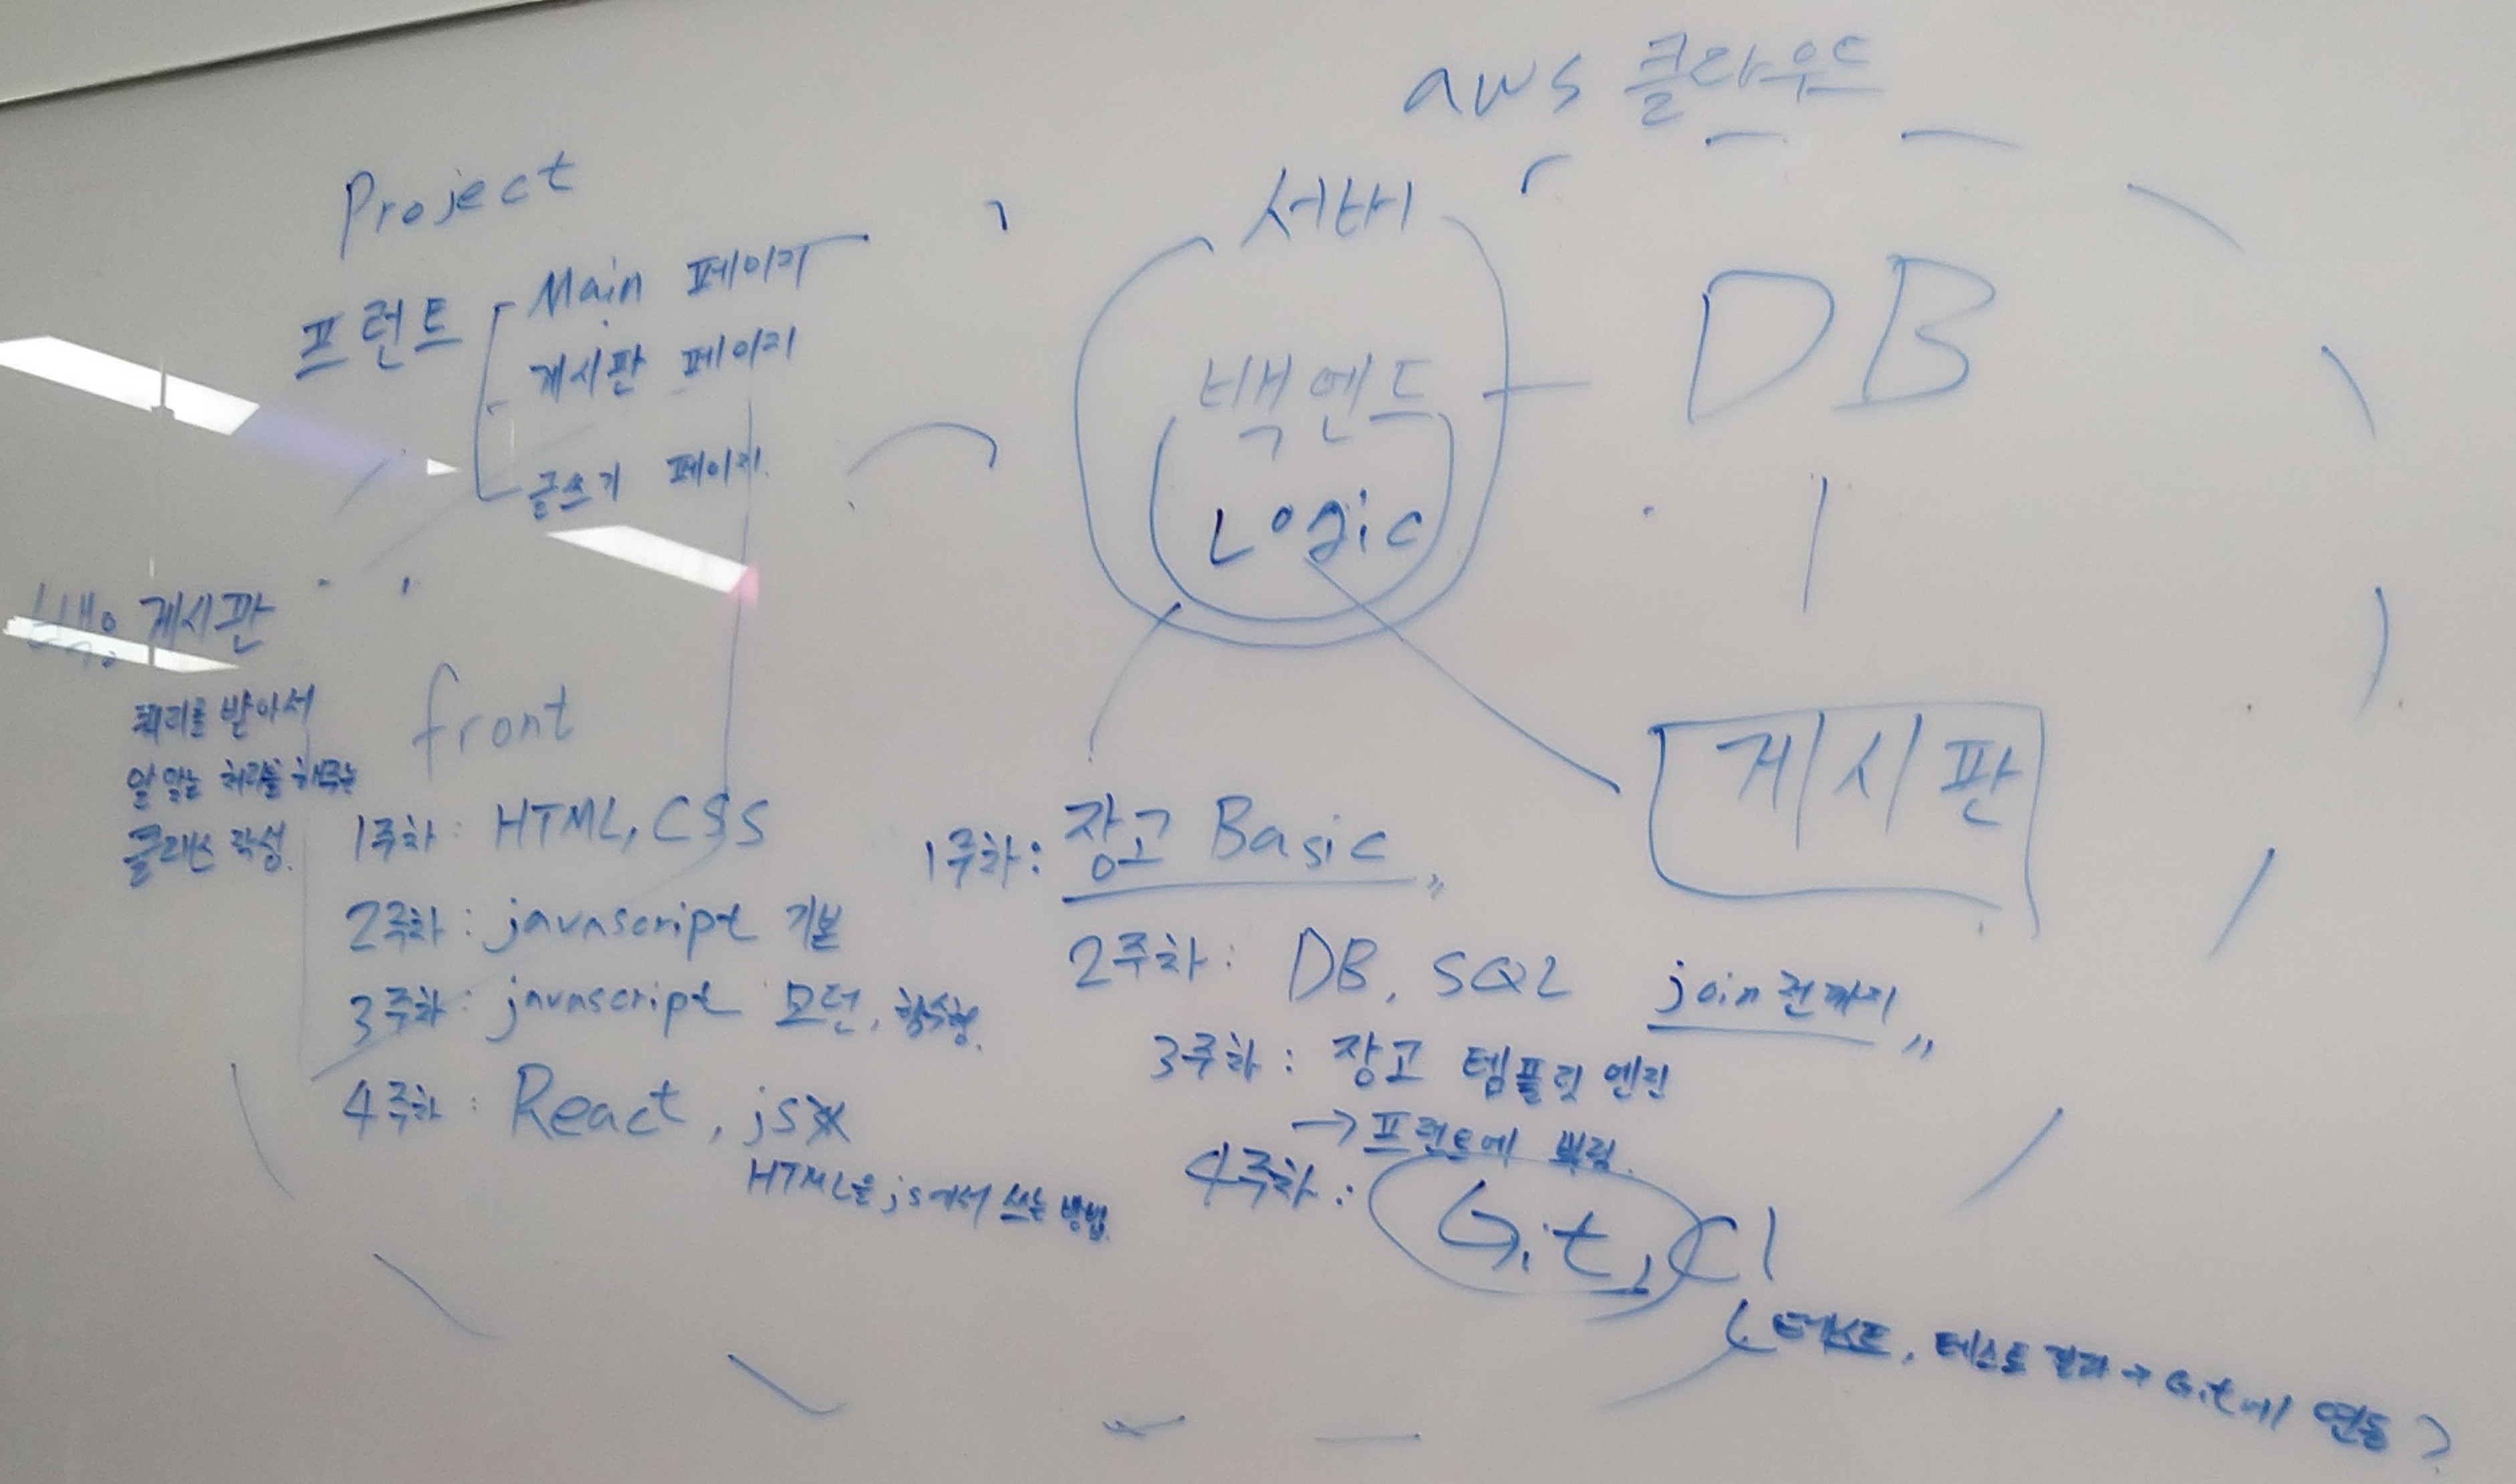 aws 클라우드
Project
프런트
Main 페이지
게시판 페이지
글쓰기 페이지
서버
백엔드
Logic
DB
게시판
게시판
쿼리를 받아서
알맞는 처리를 해주는
클래스 작성.
front
1주차: HTML, CSS
2주차: javascript 기본
3주차: javascript 모던, 함수형.
4주차: React, jsx
HTML을 js에서 쓰는 방법.
1주차: 장고 Basic 〃
2주차: DB, SQL join 전까지 〃
3주차: 장고 템플릿 엔진
→ 프런트에 뿌림.
4주차: Git, CI
( 테스트, 테스트 결과 → Git에 연동 )